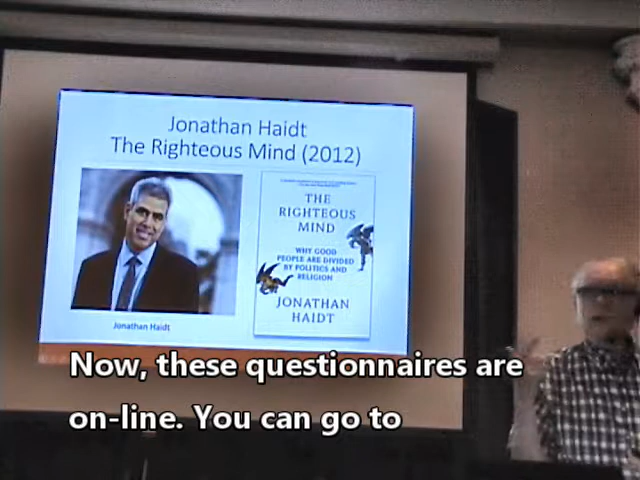 Jonathan Haidt
The Righteous Mind (2012)
THE
RIGHTEOUS
MIND
WHY GOOD
PEOPLE ARE DIVIDED
BY POLITICS AND
RELIGION
JONATHAN
HAIDT
Jonathan Haidt
Now, these questionnaires are
on-line. You can go to